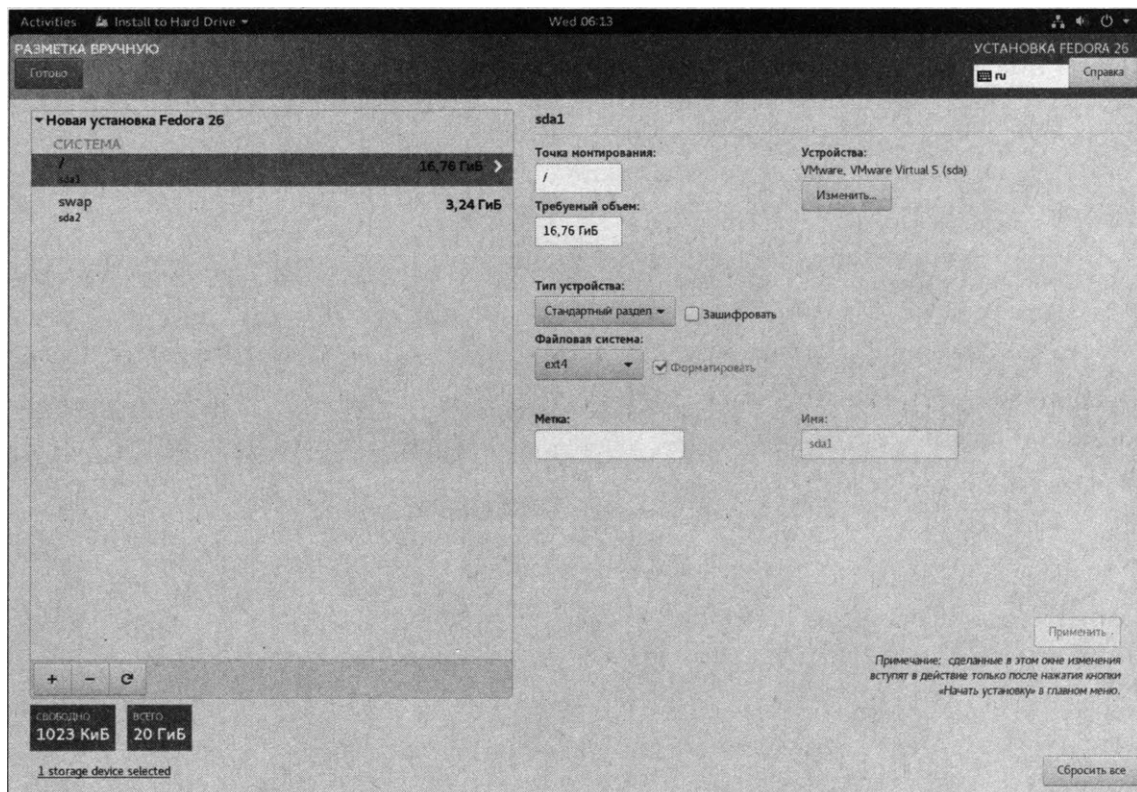 Activities Install to Hard Drive Wed 06:13
РАЗМЕТКА ВРУЧНУЮ
УСТАНОВКА FEDORA 26
Готово
ru
Справка
Новая установка Fedora 26
СИСТЕМА
/
16,76 ГиБ
sda1
swap
3,24 ГиБ
sda2
sda1
Точка монтирования:
/
Требуемый объем:
16,76 ГиБ
Устройства:
VMware, VMware Virtual S (sda)
Изменить...
Тип устройства:
Стандартный раздел
Зашифровать
Файловая система:
ext4
Форматировать
Метка:
Имя:
sda1
Применить
Примечание: сделанные в этом окне изменения
вступят в действие только после нажатия кнопки
«Начать установку» в главном меню.
+ −
СВОБОДНО
1023 КиБ
ВСЕГО
20 ГиБ
1 storage device selected
Сбросить все